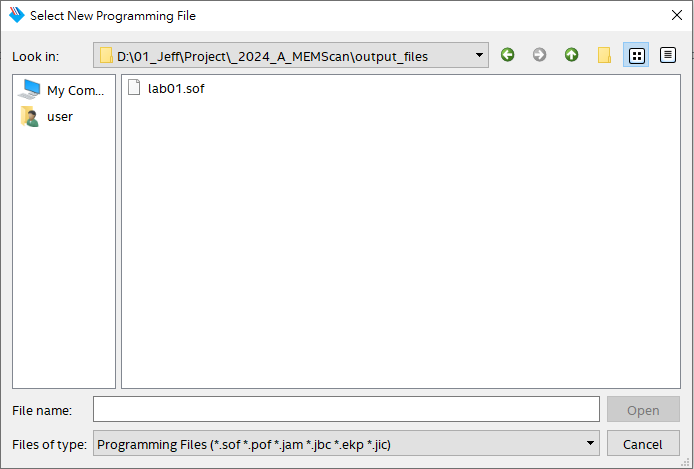 Select New Programming File
Look in: D:\01_Jeff\Project\_2024_A_MEMScan\output_files
My Com...
user
lab01.sof
File name: Open
Files of type: Programming Files (*.sof *.pof *.jam *.jbc *.ekp *.jic) Cancel